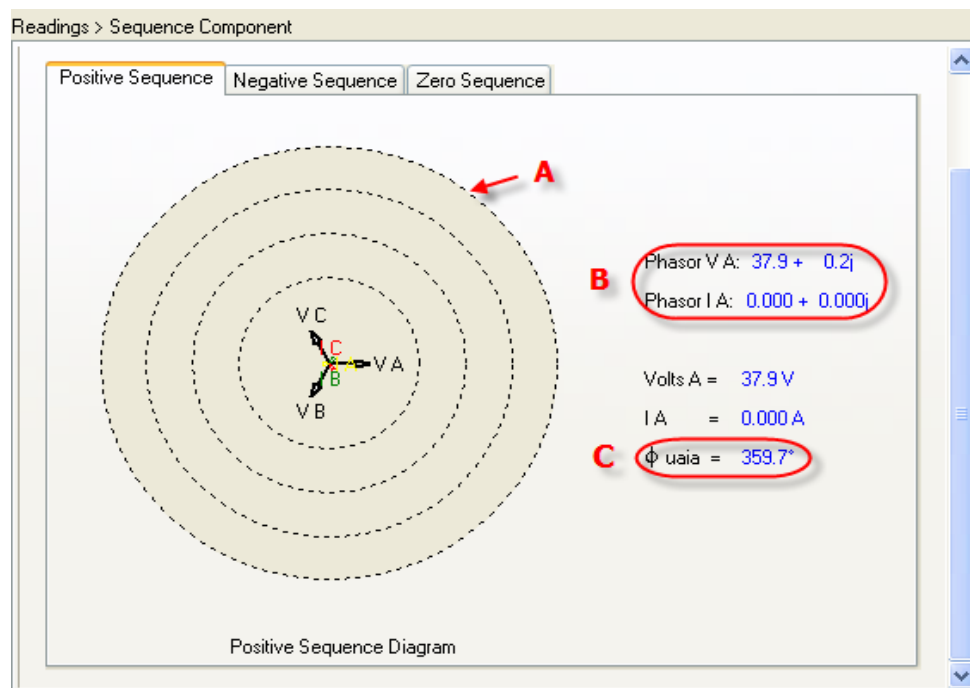 Readings > Sequence Component
Positive Sequence Negative Sequence Zero Sequence
A
B
Phasor V A: 37.9 + 0.2j
Phasor I A: 0.000 + 0.000j
V C
C
A V A
B
V B
Volts A = 37.9 V
I A = 0.000 A
C
ϕ uaia = 359.7°
Positive Sequence Diagram